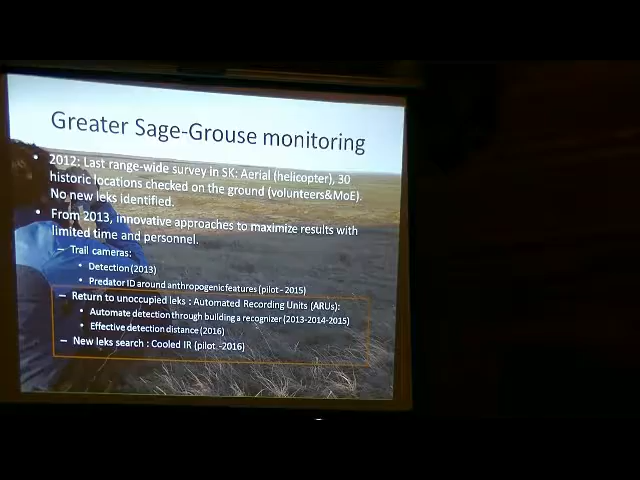 Greater Sage-Grouse monitoring
• 2012: Last range-wide survey in SK: Aerial (helicopter), 30
historic locations checked on the ground (volunteers&MoE).
No new leks identified.
• From 2013, innovative approaches to maximize results with
limited time and personnel.
– Trail cameras:
• Detection (2013)
• Predator ID around anthropogenic features (pilot - 2015)
– Return to unoccupied leks : Automated Recording Units (ARUs):
• Automate detection through building a recognizer (2013-2014-2015)
• Effective detection distance (2016)
– New leks search : Cooled IR (pilot. -2016)